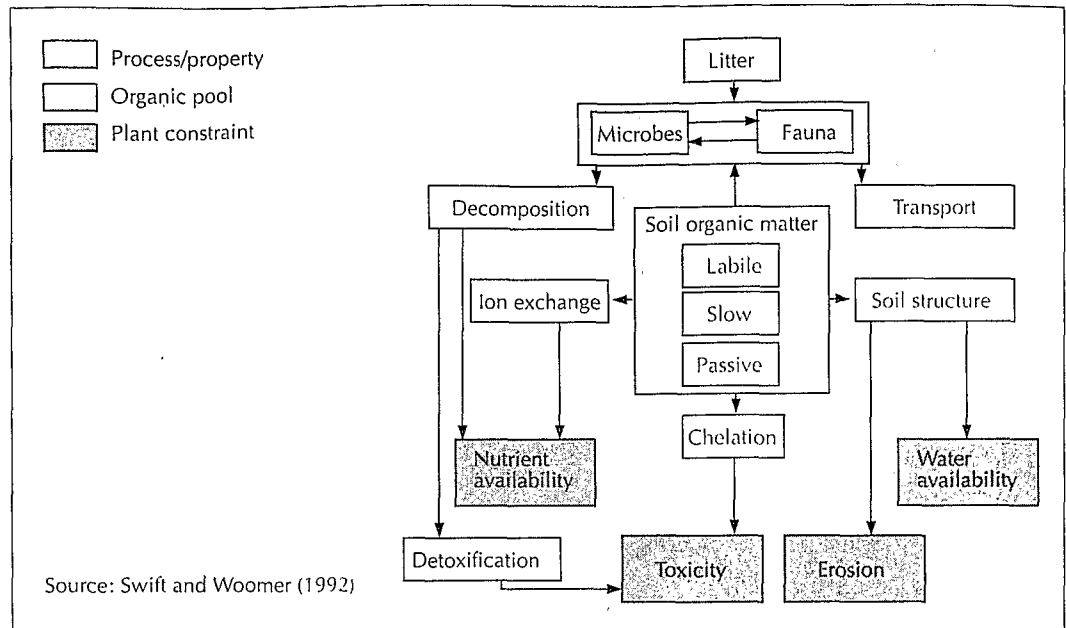 Process/property
Organic pool
Plant constraint
Litter
Microbes
Fauna
Decomposition
Transport
Soil organic matter
Labile
Ion exchange
Soil structure
Slow
Passive
Chelation
Nutrient
availability
Water
availability
Detoxification
Toxicity
Erosion
Source: Swift and Woomer (1992)